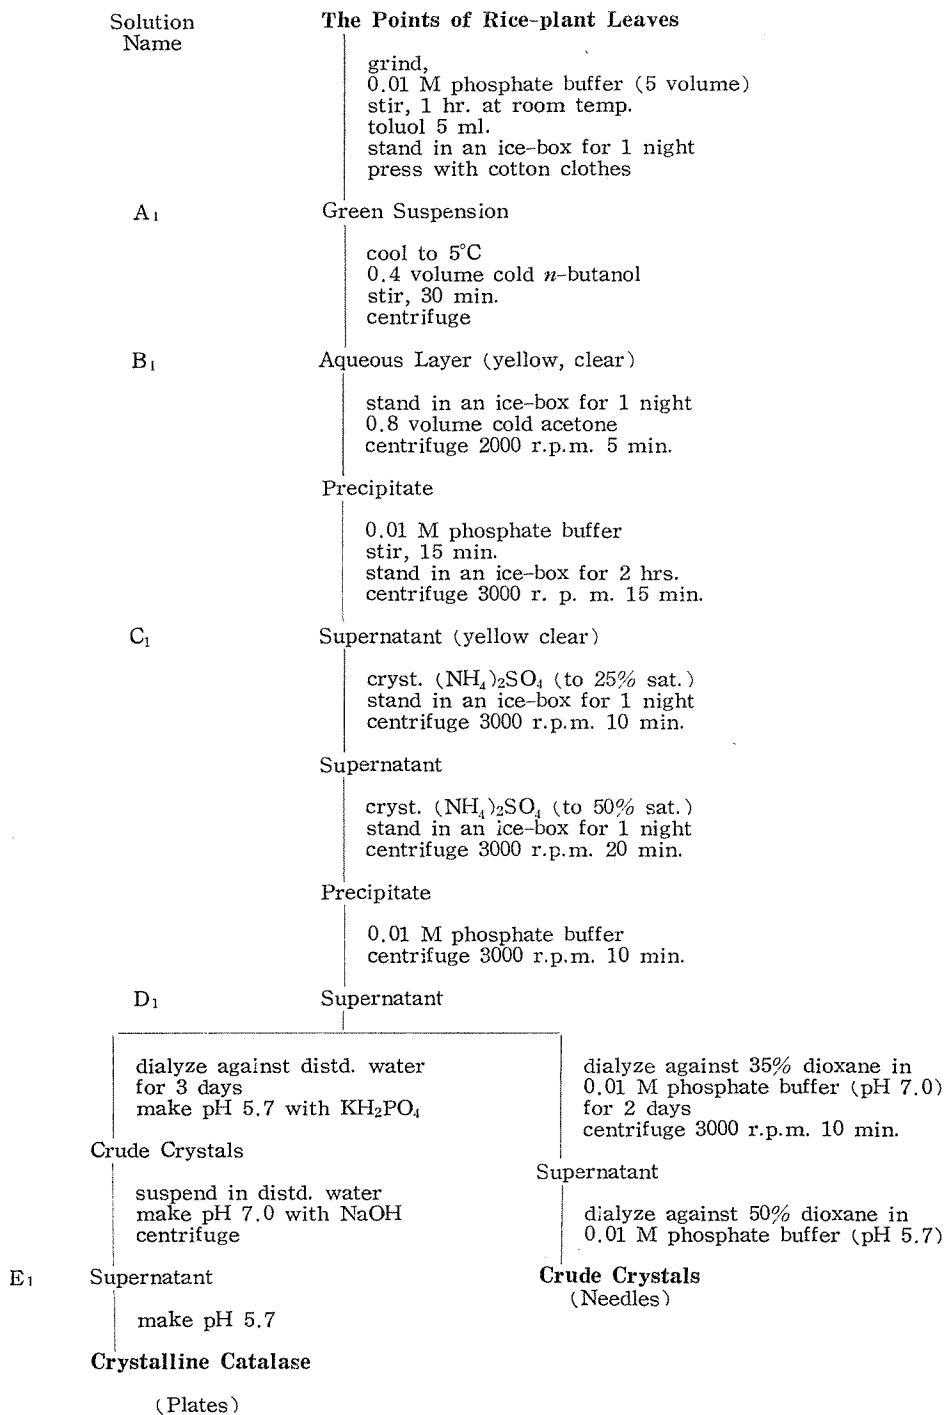 Solution
Name
The Points of Rice-plant Leaves
grind,
0.01 M phosphate buffer (5 volume)
stir, 1 hr. at room temp.
toluol 5 ml.
stand in an ice-box for 1 night
press with cotton clothes
A₁ Green Suspension
cool to 5°C
0.4 volume cold n-butanol
stir, 30 min.
centrifuge
B₁ Aqueous Layer (yellow, clear)
stand in an ice-box for 1 night
0.8 volume cold acetone
centrifuge 2000 r.p.m. 5 min.
Precipitate
0.01 M phosphate buffer
stir, 15 min.
stand in an ice-box for 2 hrs.
centrifuge 3000 r. p. m. 15 min.
C₁ Supernatant (yellow clear)
cryst. (NH₄)₂SO₄ (to 25% sat.)
stand in an ice-box for 1 night
centrifuge 3000 r.p.m. 10 min.
Supernatant
cryst. (NH₄)₂SO₄ (to 50% sat.)
stand in an ice-box for 1 night
centrifuge 3000 r.p.m. 20 min.
Precipitate
0.01 M phosphate buffer
centrifuge 3000 r.p.m. 10 min.
D₁ Supernatant
dialyze against distd. water
for 3 days
make pH 5.7 with KH₂PO₄
Crude Crystals
suspend in distd. water
make pH 7.0 with NaOH
centrifuge
E₁ Supernatant
make pH 5.7
Crystalline Catalase
(Plates)
dialyze against 35% dioxane in
0.01 M phosphate buffer (pH 7.0)
for 2 days
centrifuge 3000 r.p.m. 10 min.
Supernatant
dialyze against 50% dioxane in
0.01 M phosphate buffer (pH 5.7)
Crude Crystals
(Needles)